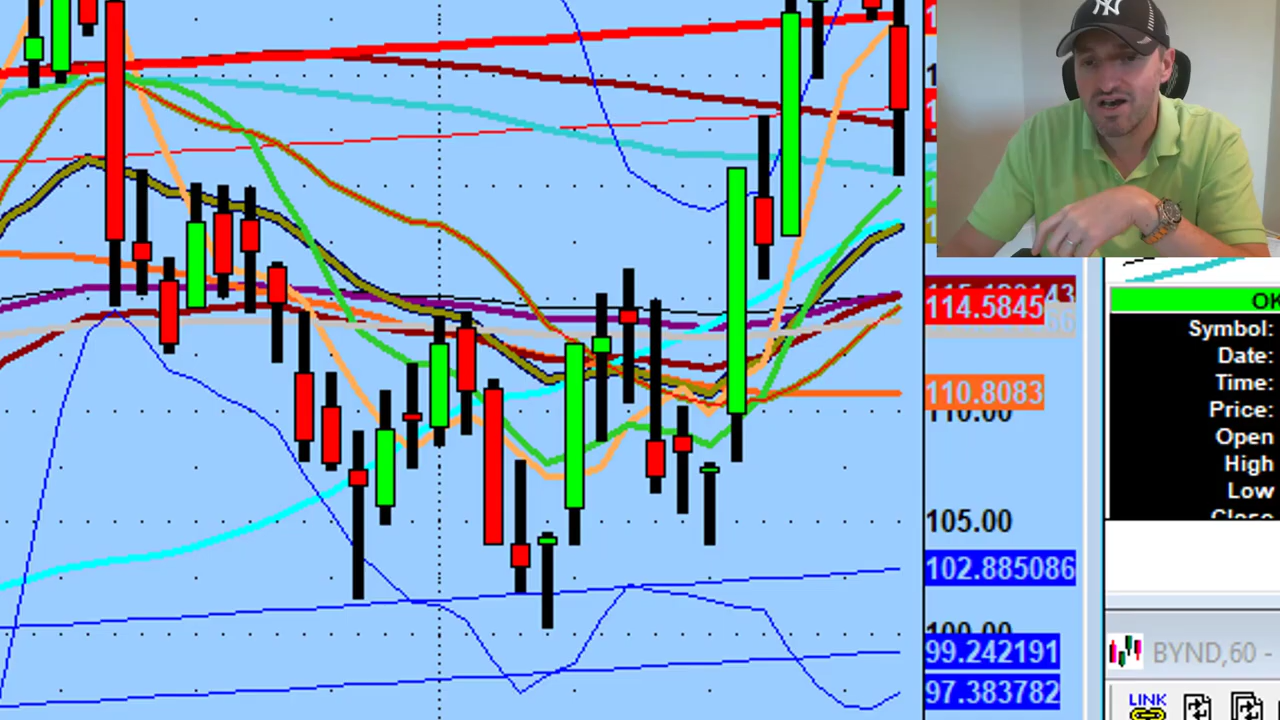 114.5845
110.8083
110.00
105.00
102.885086
100.00
99.242191
97.383782
OK
Symbol:
Date:
Time:
Price:
Open
High
Low
Close
BYND,60 -
LINK